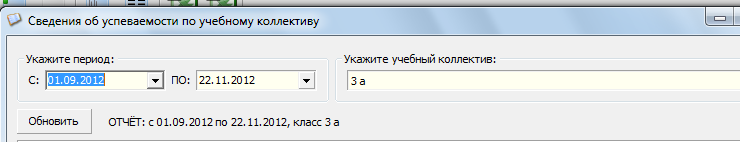 Сведения об успеваемости по учебному коллективу
Укажите период: Укажите учебный коллектив:
С: 01.09.2012 ПО: 22.11.2012 3 а
Обновить ОТЧЁТ: с 01.09.2012 по 22.11.2012, класс 3 а